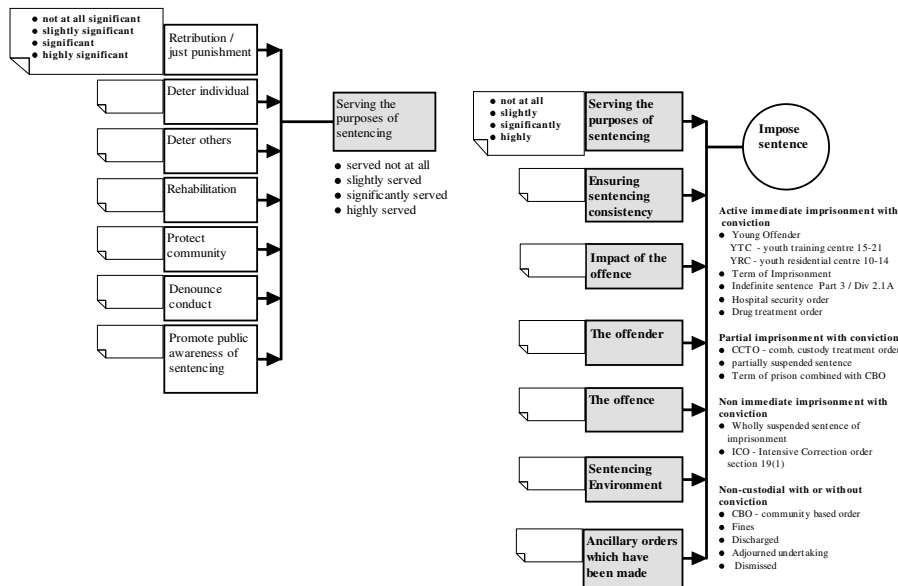 ● not at all significant
● slightly significant
● significant
● highly significant
Retribution /
just punishment
Deter individual
Deter others
Rehabilitation
Protect
community
Denounce
conduct
Promote public
awareness of
sentencing
Serving the
purposes of
sentencing
● served not at all
● slightly served
● significantly served
● highly served
● not at all
● slightly
● significantly
● highly
Serving the
purposes of
sentencing
Ensuring
sentencing
consistency
Impact of the
offence
The offender
The offence
Sentencing
Environment
Ancillary orders
which have
been made
Impose
sentence
Active immediate imprisonment with
conviction
● Young Offender
YTC - youth training centre 15-21
YRC - youth residential centre 10-14
● Term of Imprisonment
● Indefinite sentence Part 3 / Div 2.1A
● Hospital security order
● Drug treatment order
Partial imprisonment with conviction
● CCTO - comb. custody treatment order
● partially suspended sentence
● Term of prison combined with CBO
Non immediate imprisonment with
conviction
● Wholly suspended sentence of
imprisonment
● ICO - Intensive Correction order
section 19(1)
Non-custodial with or without
conviction
● CBO - community based order
● Fines
● Discharged
● Adjourned undertaking
● Dismissed